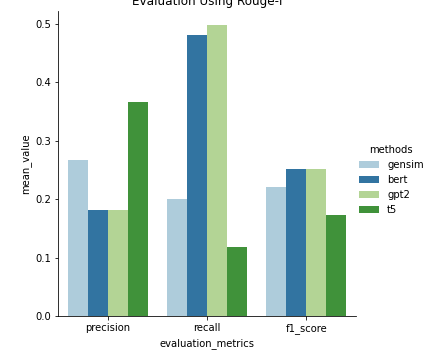 Evaluation Using Rouge-l
0.5
0.4
0.3
0.2
0.1
0.0
mean_value
precision
recall
f1_score
evaluation_metrics
methods
gensim
bert
gpt2
t5